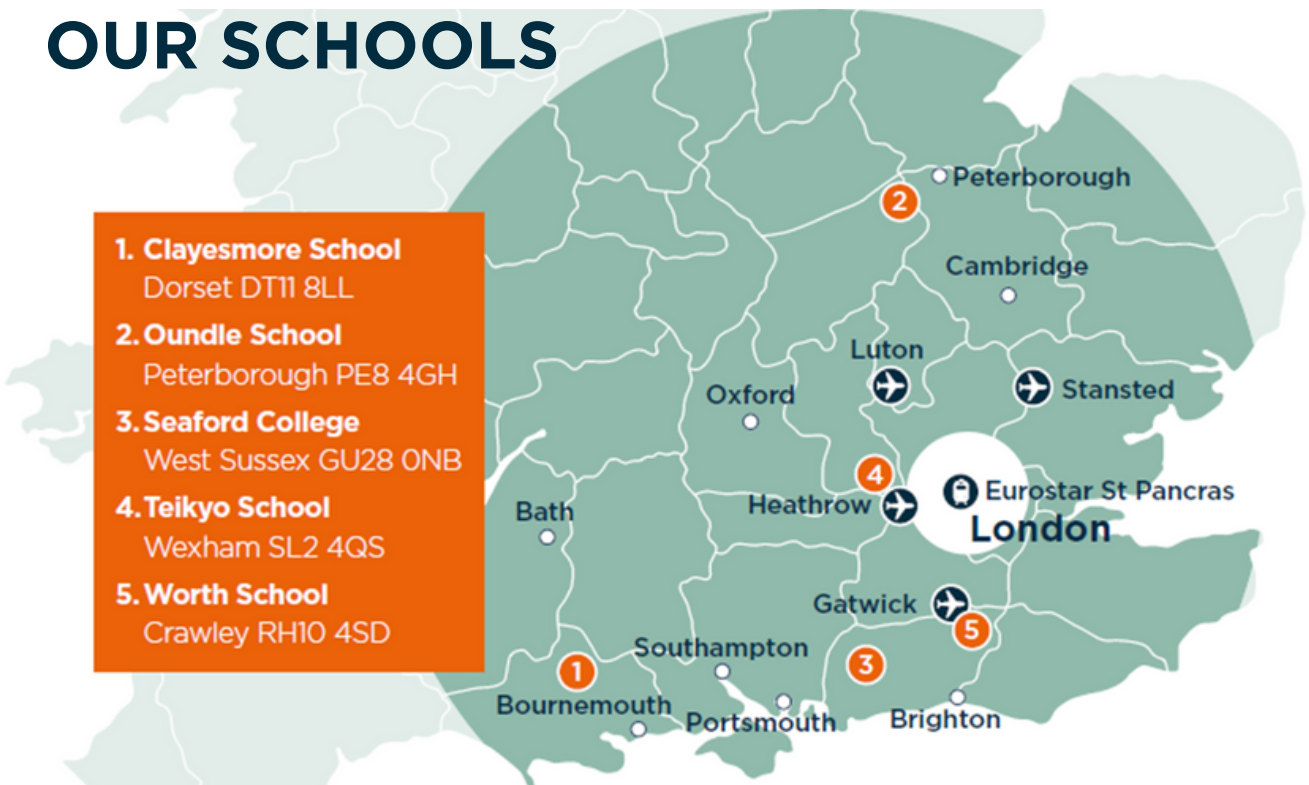 OUR SCHOOLS
1. Clayesmore School
Dorset DT11 8LL
2. Oundle School
Peterborough PE8 4GH
3. Seaford College
West Sussex GU28 0NB
4. Teikyo School
Wexham SL2 4QS
5. Worth School
Crawley RH10 4SD
Peterborough
2
Cambridge
Luton
Oxford
Stansted
4
Heathrow
Eurostar St Pancras
London
Bath
Gatwick
5
Southampton
3
1
Bournemouth
Portsmouth
Brighton